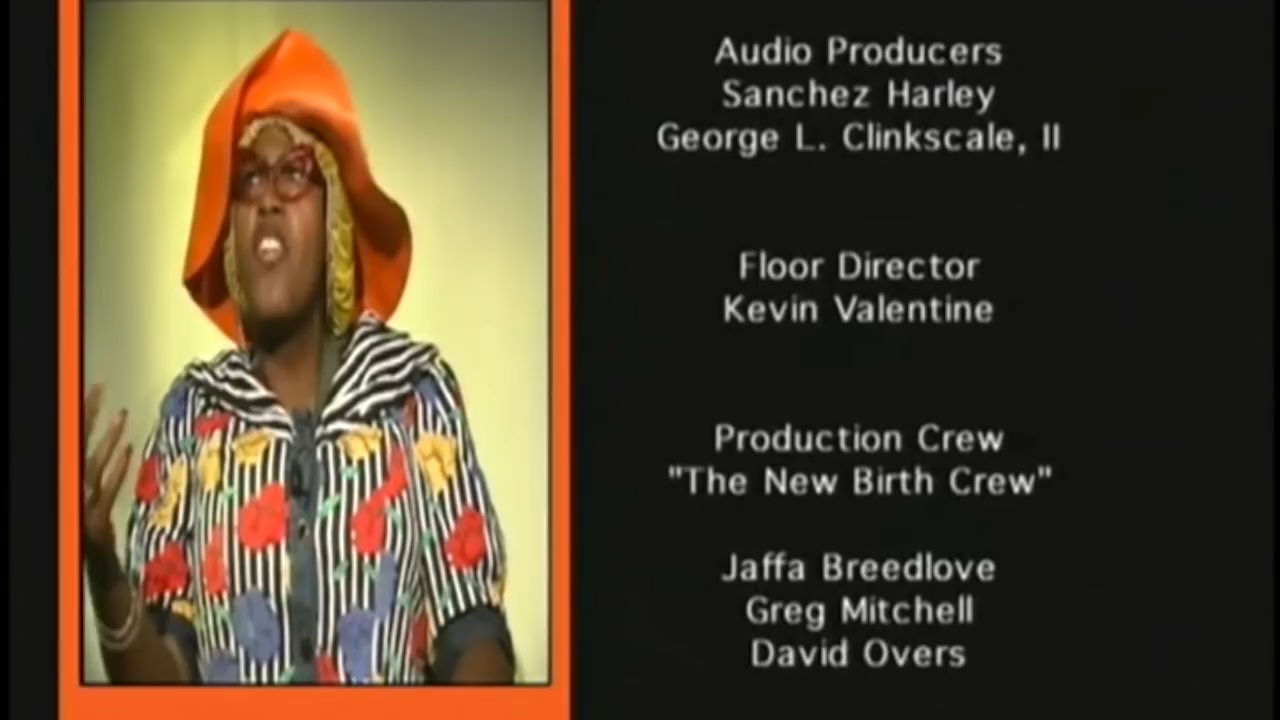 Audio Producers
Sanchez Harley
George L. Clinkscale, II
Floor Director
Kevin Valentine
Production Crew
"The New Birth Crew"
Jaffa Breedlove
Greg Mitchell
David Overs